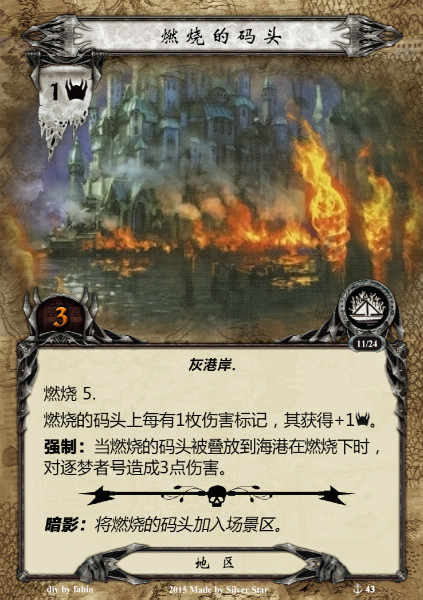 燃烧的码头
1
3
11/24
灰港岸.
燃烧 5.
燃烧的码头上每有1枚伤害标记，其获得+1。
强制：当燃烧的码头被叠放到海港在燃烧下时，
对逐梦者号造成3点伤害。
暗影：将燃烧的码头加入场景区。
地区
diy by fabio 2015 Made by Silver Star 43